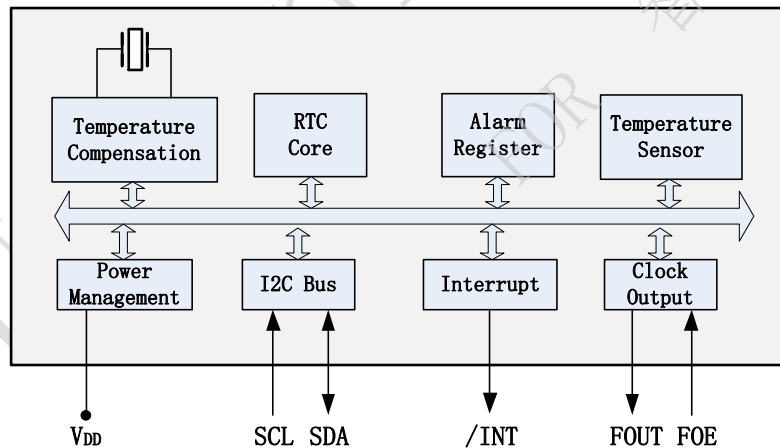 Temperature
Compensation
RTC
Core
Alarm
Register
Temperature
Sensor
Power
Management
I2C Bus
Interrupt
Clock
Output
VDD
SCL SDA
/INT
FOUT FOE
FOR